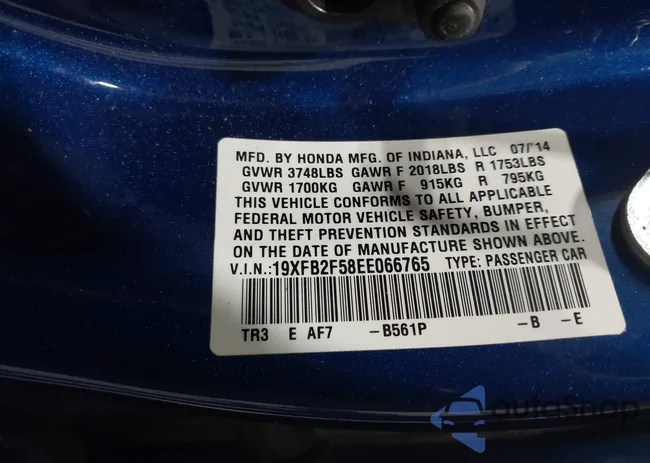 MFD. BY HONDA MFG. OF INDIANA, LLC 07/'14
GVWR 3748LBS GAWR F 2018LBS R 1753LBS
GVWR 1700KG GAWR F 915KG R 795KG
THIS VEHICLE CONFORMS TO ALL APPLICABLE
FEDERAL MOTOR VEHICLE SAFETY, BUMPER,
AND THEFT PREVENTION STANDARDS IN EFFECT
ON THE DATE OF MANUFACTURE SHOWN ABOVE.
V.I.N.:19XFB2F58EE066765 TYPE: PASSENGER CAR
TR3 E AF7 -B561P -B -E
autoSnap